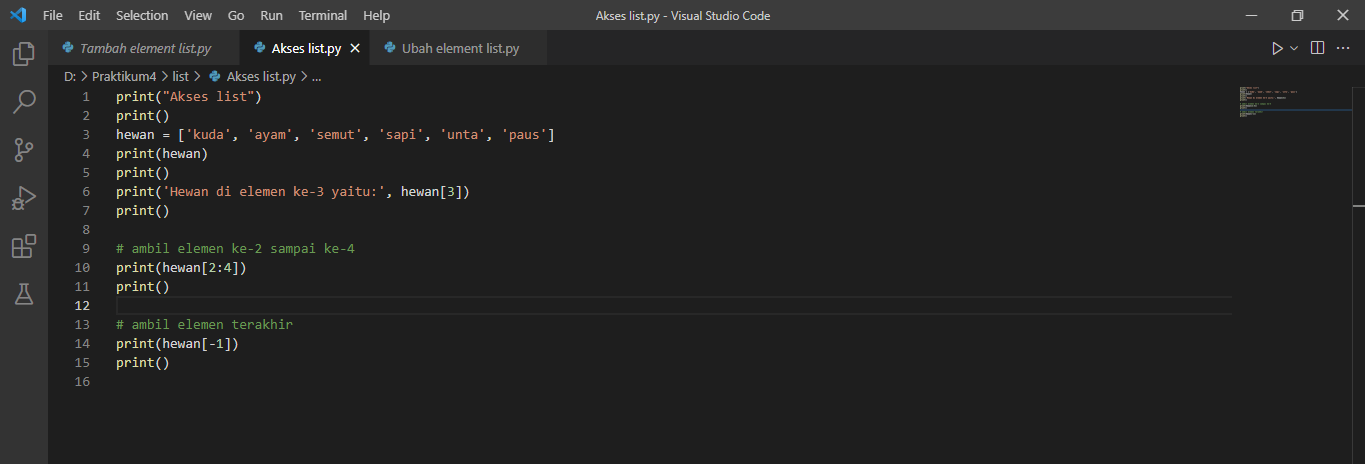 File Edit Selection View Go Run Terminal Help Akses list.py - Visual Studio Code
Tambah element list.py Akses list.py Ubah element list.py
D: > Praktikum4 > list > Akses list.py > ...
1 print("Akses list")
2 print()
3 hewan = ['kuda', 'ayam', 'semut', 'sapi', 'unta', 'paus']
4 print(hewan)
5 print()
6 print('Hewan di elemen ke-3 yaitu:', hewan[3])
7 print()
8
9 # ambil elemen ke-2 sampai ke-4
10 print(hewan[2:4])
11 print()
12
13 # ambil elemen terakhir
14 print(hewan[-1])
15 print()
16